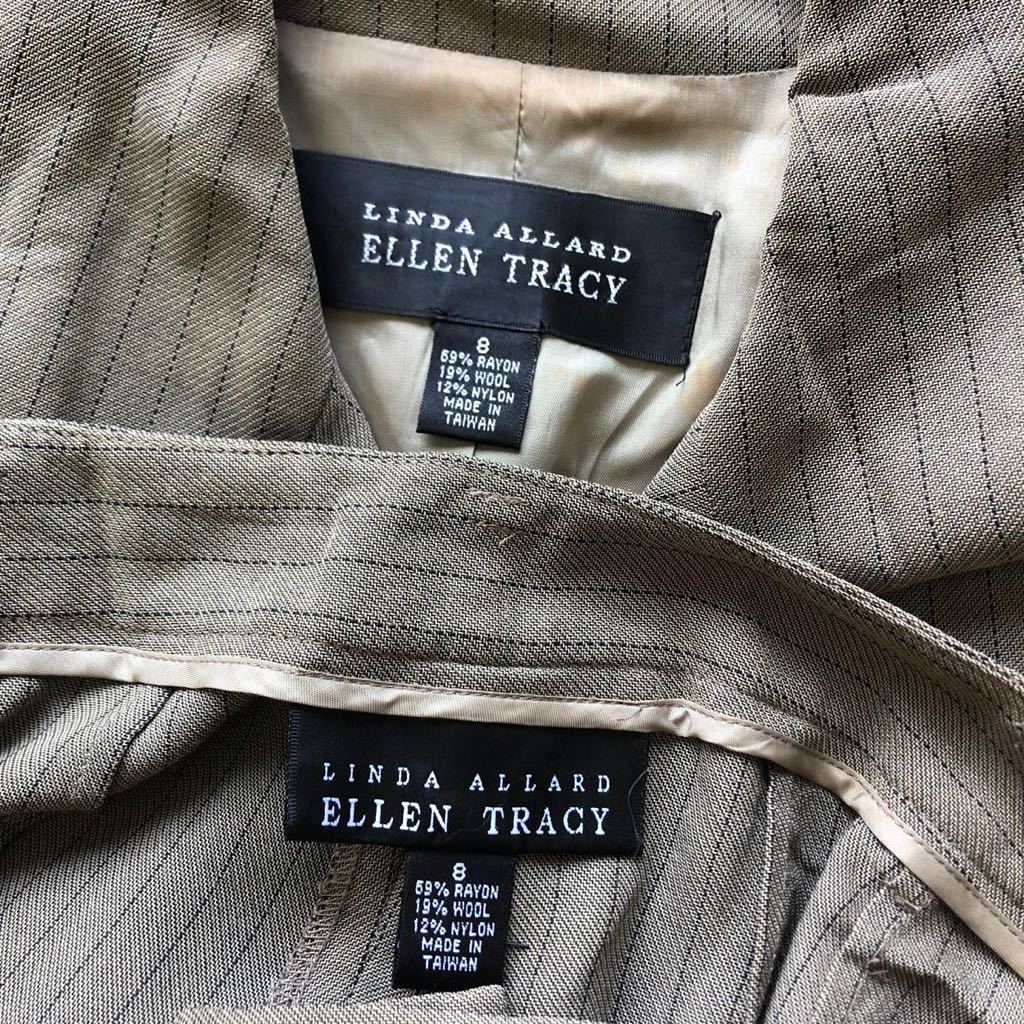 LINDA ALLARD
ELLEN TRACY
8
69% RAYON
19% WOOL
12% NYLON
MADE IN
TAIWAN
LINDA ALLARD
ELLEN TRACY
8
69% RAYON
19% WOOL
12% NYLON
MADE IN
TAIWAN